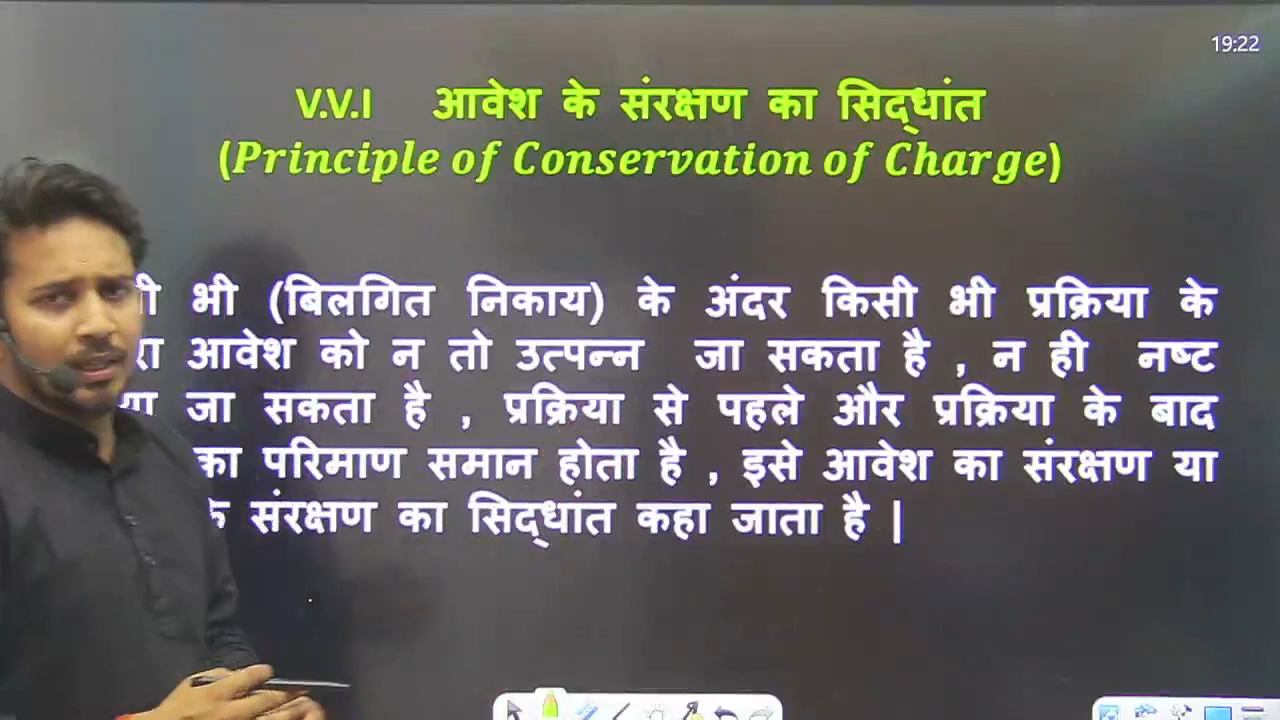 19:22
V.V.I आवेश के संरक्षण का सिद्धांत
(Principle of Conservation of Charge)
भी (बिलगित निकाय) के अंदर किसी भी प्रक्रिया के
आवेश को न तो उत्पन्न जा सकता है , न ही नष्ट
जा सकता है , प्रक्रिया से पहले और प्रक्रिया के बाद
का परिमाण समान होता है , इसे आवेश का संरक्षण या
संरक्षण का सिद्धांत कहा जाता है |